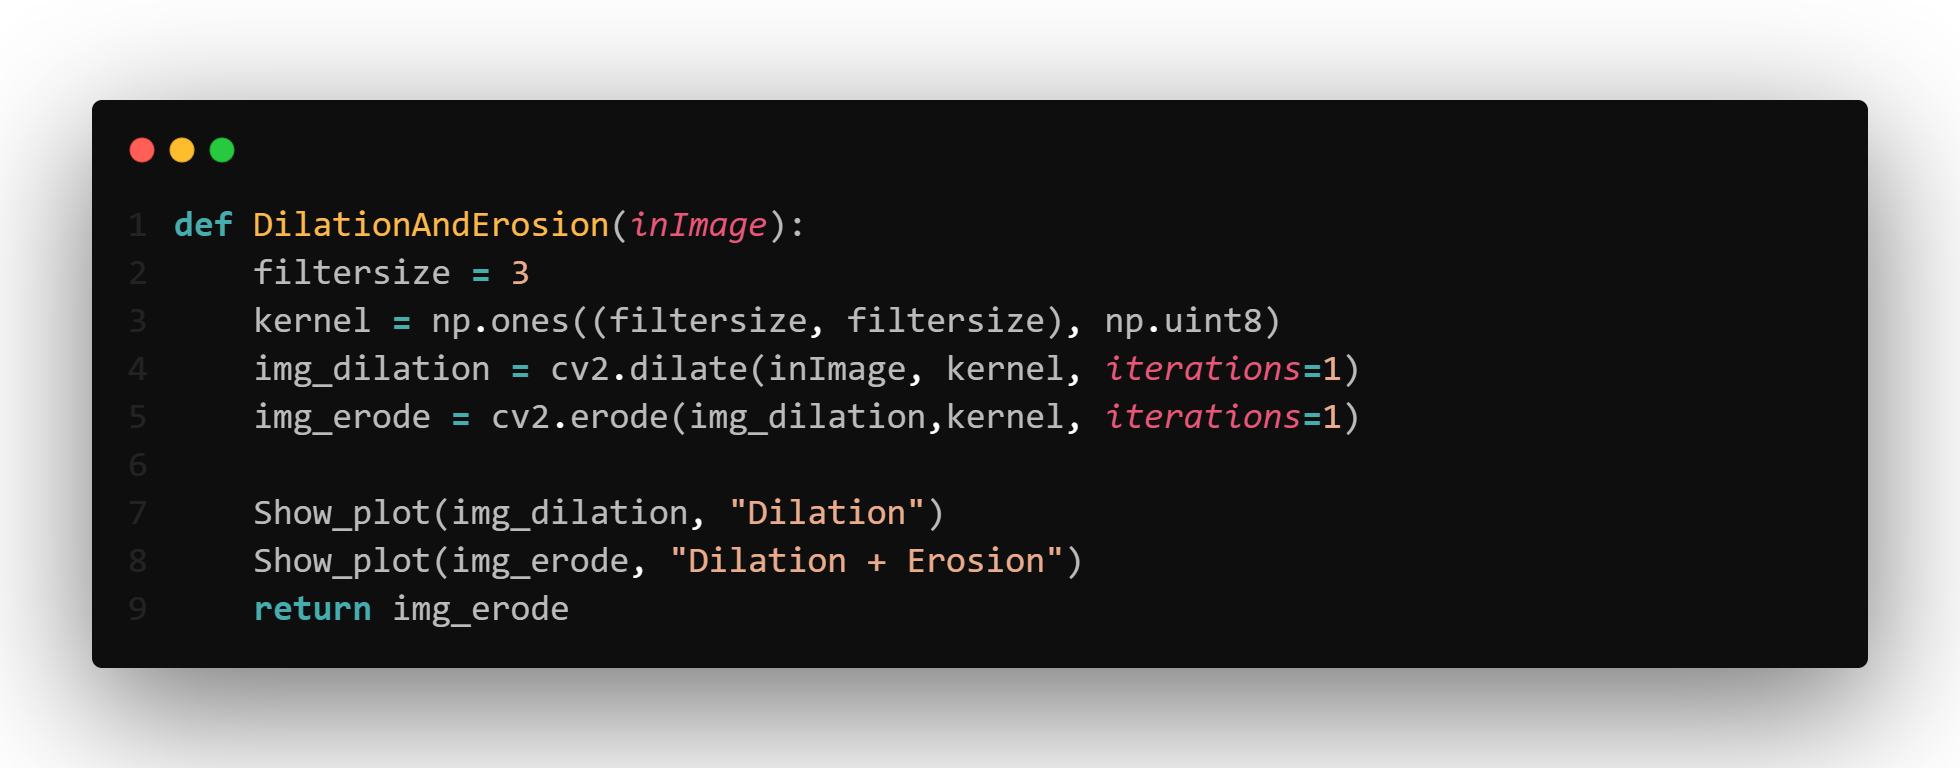 1 def DilationAndErosion(inImage):
2     filtersize = 3
3     kernel = np.ones((filtersize, filtersize), np.uint8)
4     img_dilation = cv2.dilate(inImage, kernel, iterations=1)
5     img_erode = cv2.erode(img_dilation,kernel, iterations=1)
6
7     Show_plot(img_dilation, "Dilation")
8     Show_plot(img_erode, "Dilation + Erosion")
9     return img_erode